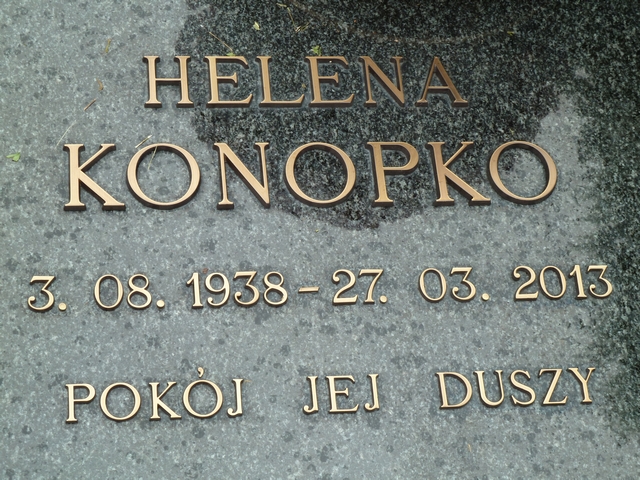 HELENA
KONOPKO
3. 08. 1938 - 27. 03. 2013
POKÓJ JEJ DUSZY